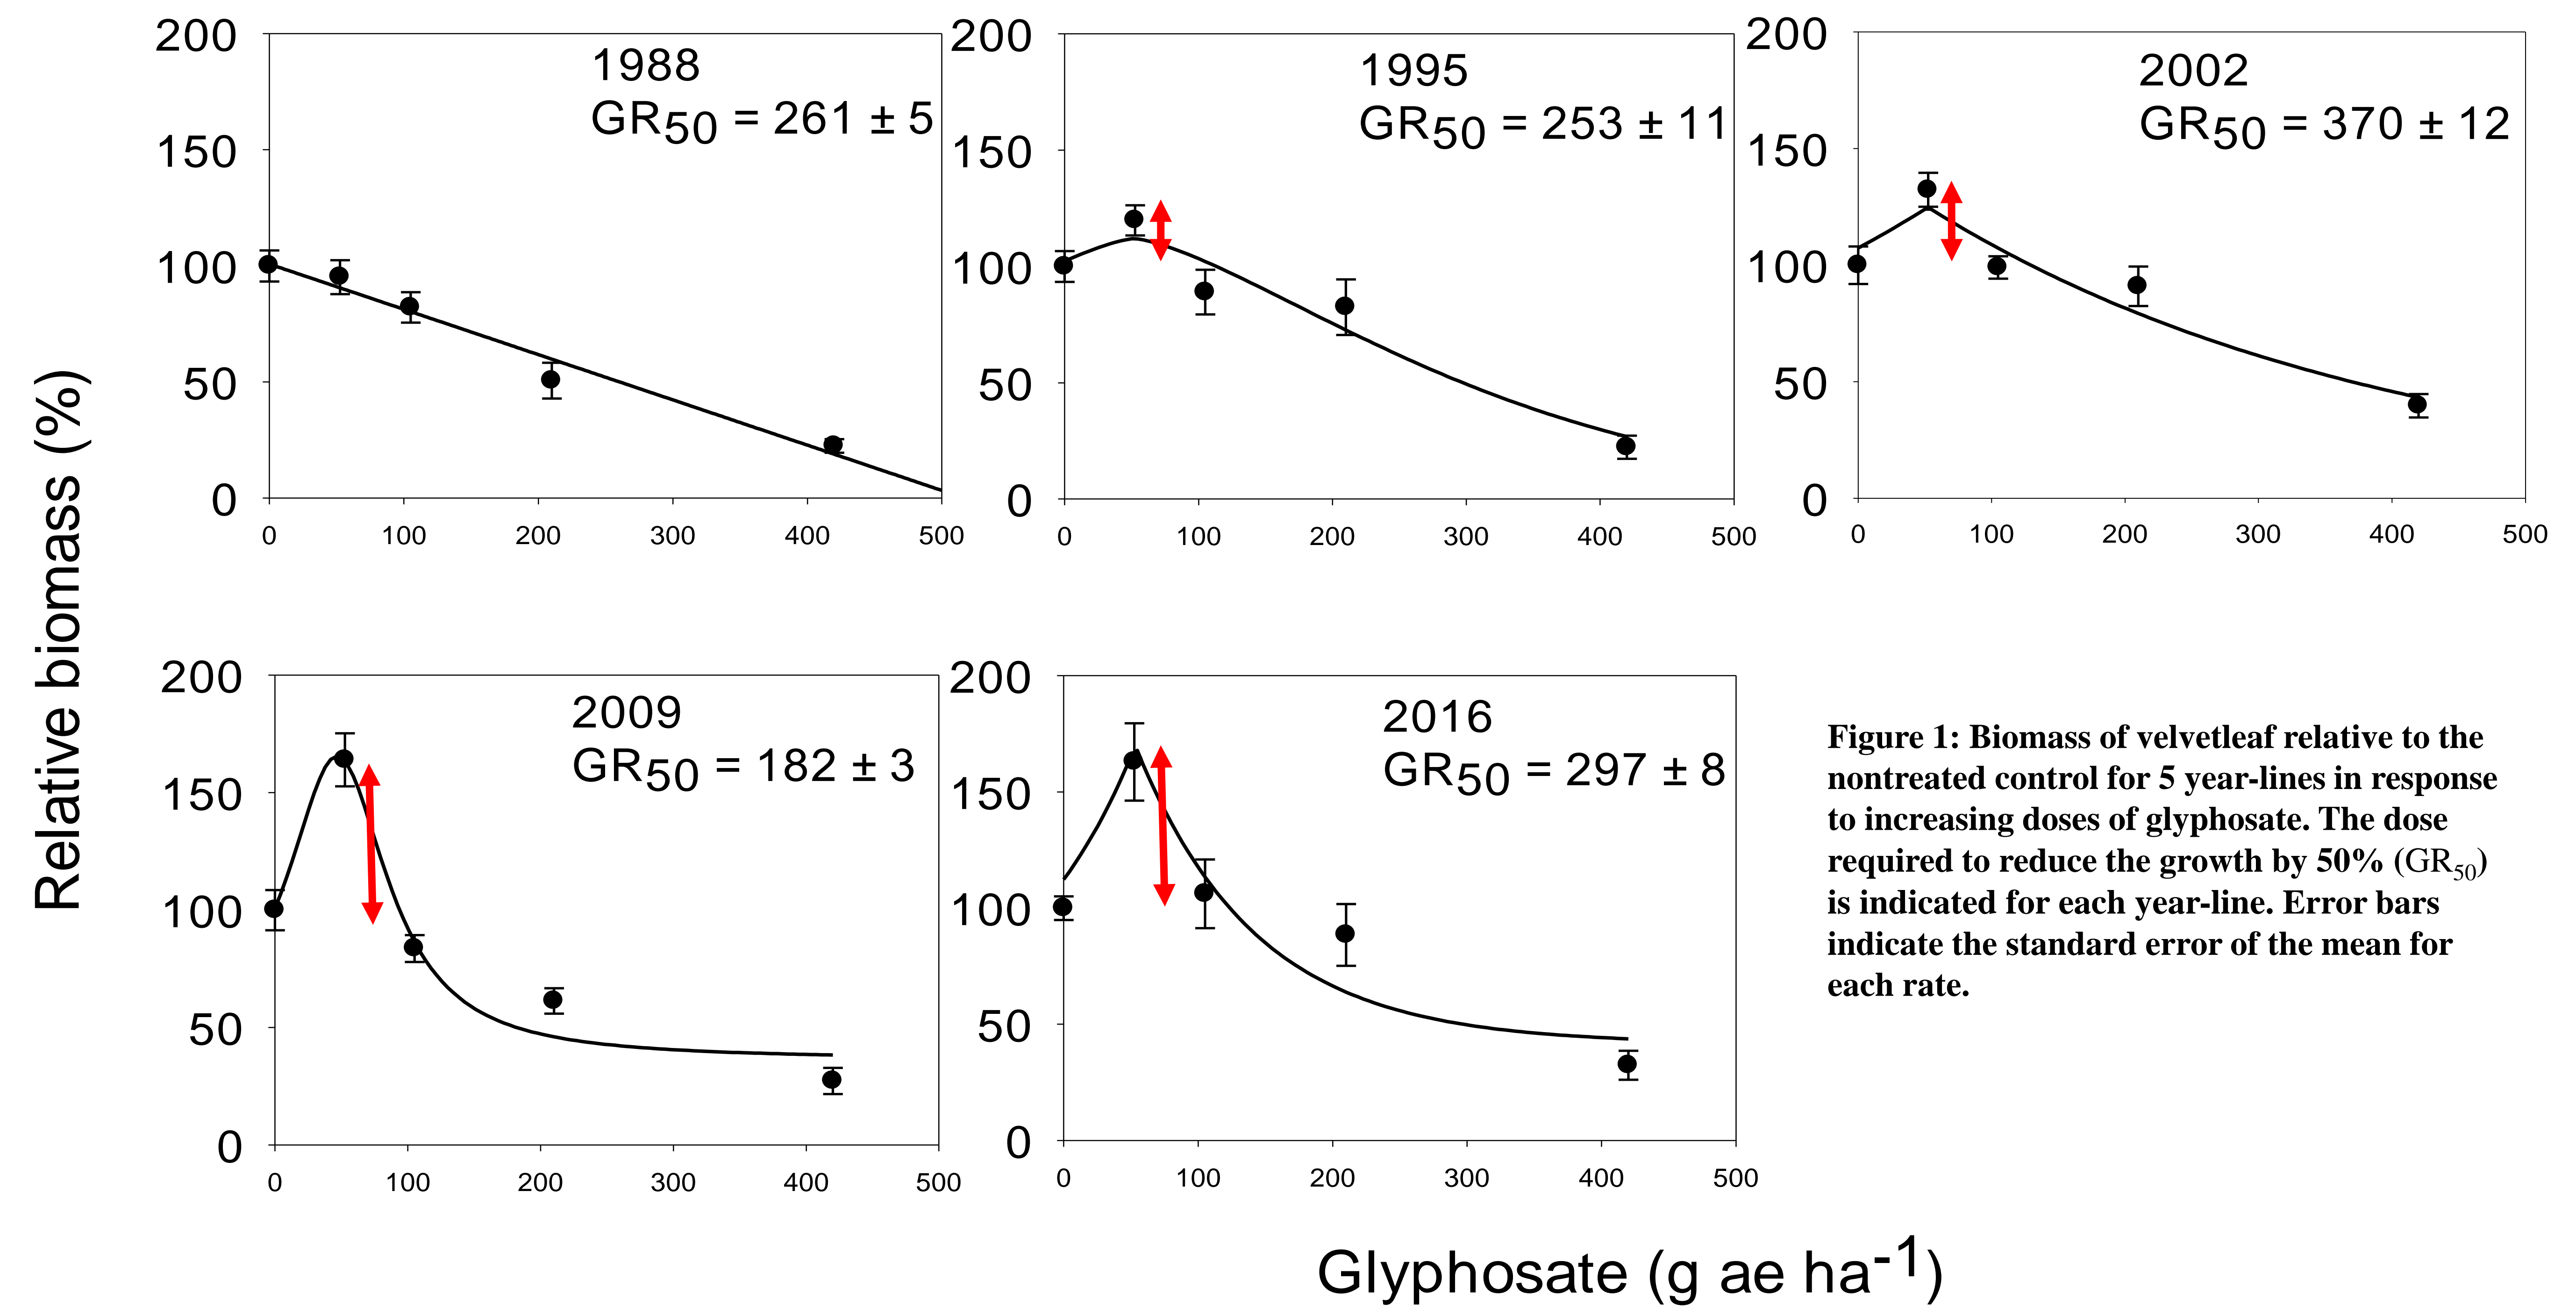 Relative biomass (%)
1988
GR50 = 261 ± 5
200
150
100
50
0
0 100 200 300 400 500
1995
GR50 = 253 ± 11
200
150
100
50
0
0 100 200 300 400 500
2002
GR50 = 370 ± 12
200
150
100
50
0
0 100 200 300 400 500
2009
GR50 = 182 ± 3
200
150
100
50
0
0 100 200 300 400 500
2016
GR50 = 297 ± 8
200
150
100
50
0
0 100 200 300 400 500
Figure 1: Biomass of velvetleaf relative to the
nontreated control for 5 year-lines in response
to increasing doses of glyphosate. The dose
required to reduce the growth by 50% (GR50)
is indicated for each year-line. Error bars
indicate the standard error of the mean for
each rate.
Glyphosate (g ae ha-1)